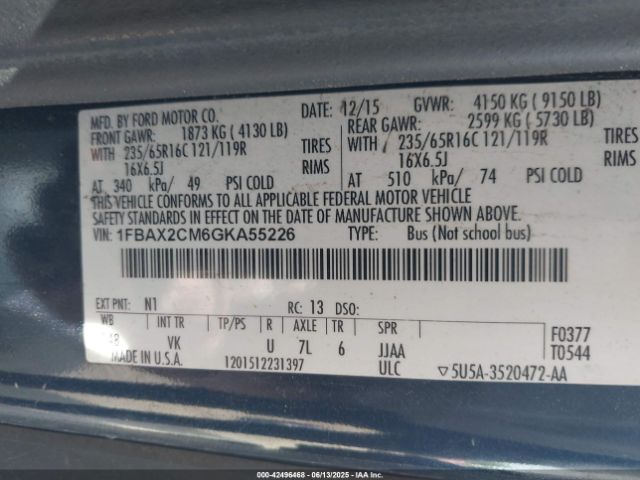 MFD. BY FORD MOTOR CO.
DATE: 12/15 GVWR: 4150 KG ( 9150 LB)
FRONT GAWR: 1873 KG ( 4130 LB) REAR GAWR: 2599 KG ( 5730 LB)
WITH 235/65R16C 121/119R TIRES WITH 235/65R16C 121/119R TIRES
16X6.5J RIMS 16X6.5J RIMS
AT 340 kPa/ 49 PSI COLD AT 510 kPa/ 74 PSI COLD
THIS VEHICLE CONFORMS TO ALL APPLICABLE FEDERAL MOTOR VEHICLE
SAFETY STANDARDS IN EFFECT ON THE DATE OF MANUFACTURE SHOWN ABOVE.
VIN: 1FBAX2CM6GKA55226 TYPE: Bus (Not school bus)
EXT PNT: N1 RC: 13 DSO:
WB INT TR TP/PS R AXLE TR SPR F0377
VK U 7L 6 JJAA T0544
MADE IN U.S.A. 1201512231397 ULC ▽5U5A-3520472-AA
000-42496468 - 06/13/2025 - IAA Inc.